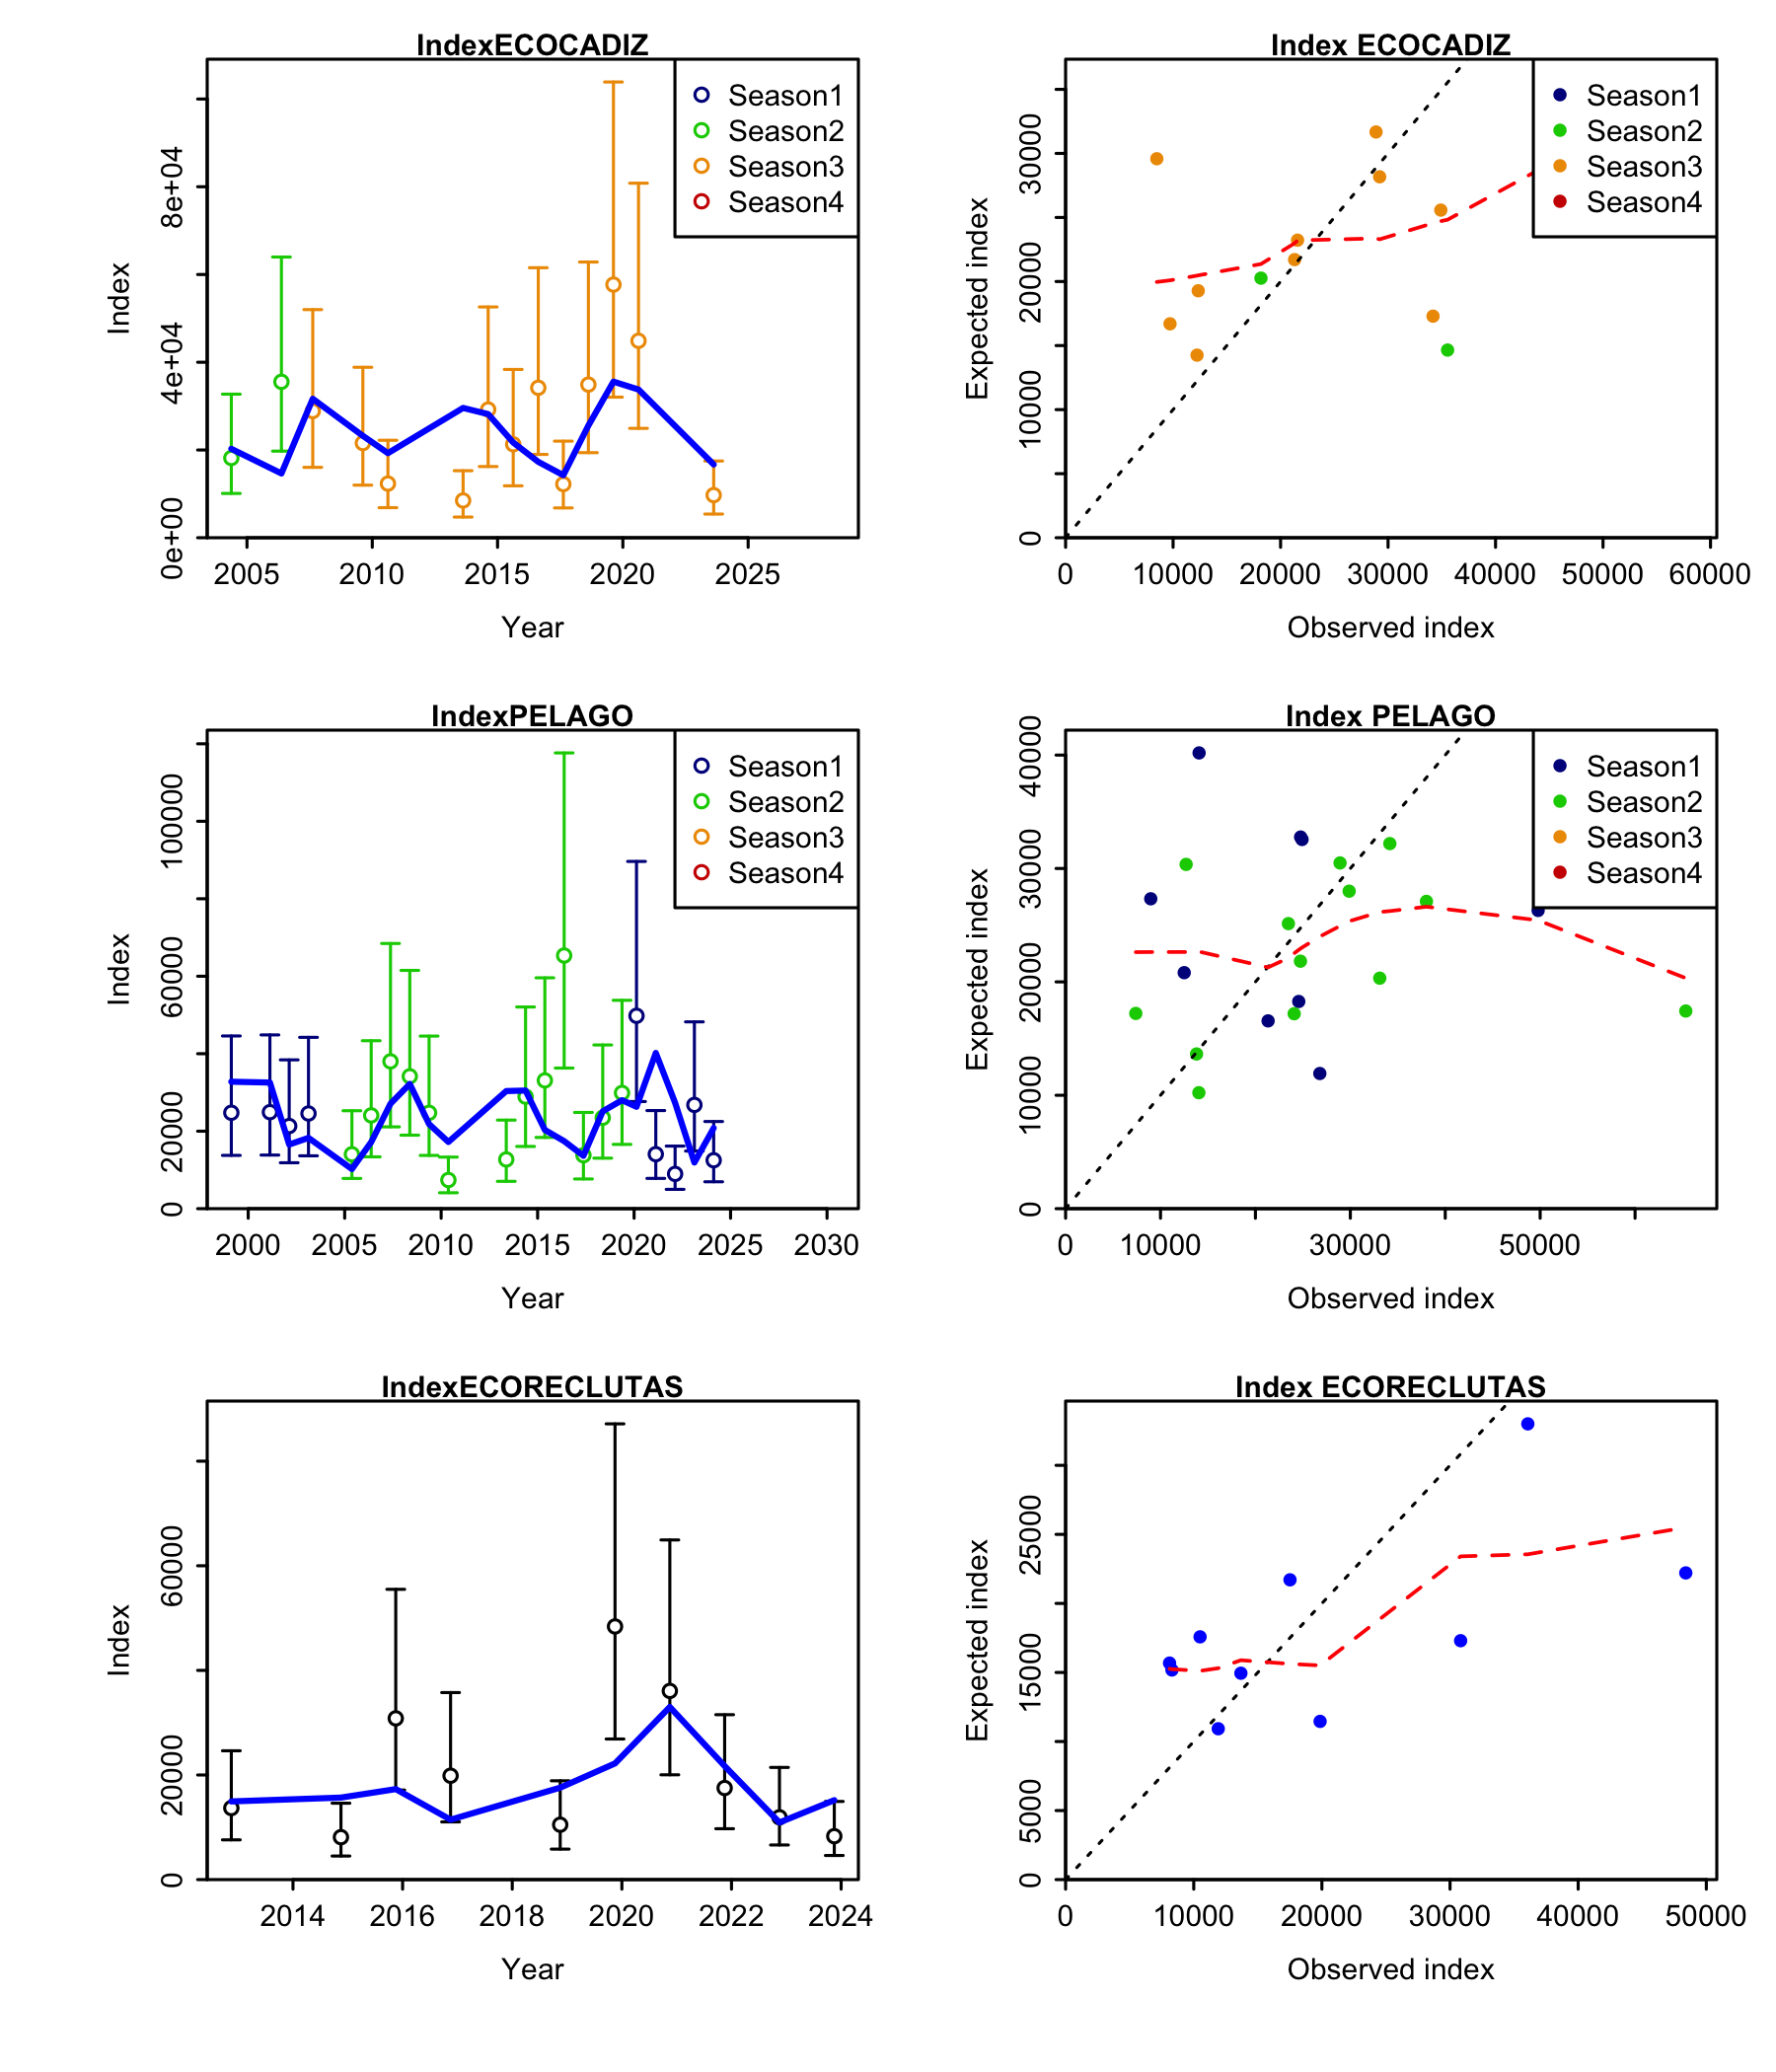 IndexECOCADIZ
Season1
Season2
Season3
Season4
Index
0e+00 4e+04 8e+04
2005 2010 2015 2020 2025
Year
Index ECOCADIZ
Season1
Season2
Season3
Season4
Expected index
0 10000 20000 30000
0 10000 20000 30000 40000 50000 60000
Observed index
IndexPELAGO
Season1
Season2
Season3
Season4
Index
0 20000 60000 100000
2000 2005 2010 2015 2020 2025 2030
Year
Index PELAGO
Season1
Season2
Season3
Season4
Expected index
0 10000 20000 30000 40000
0 10000 30000 50000
Observed index
IndexECORECLUTAS
Index
0 20000 60000
2014 2016 2018 2020 2022 2024
Year
Index ECORECLUTAS
Expected index
0 5000 15000 25000
0 10000 20000 30000 40000 50000
Observed index